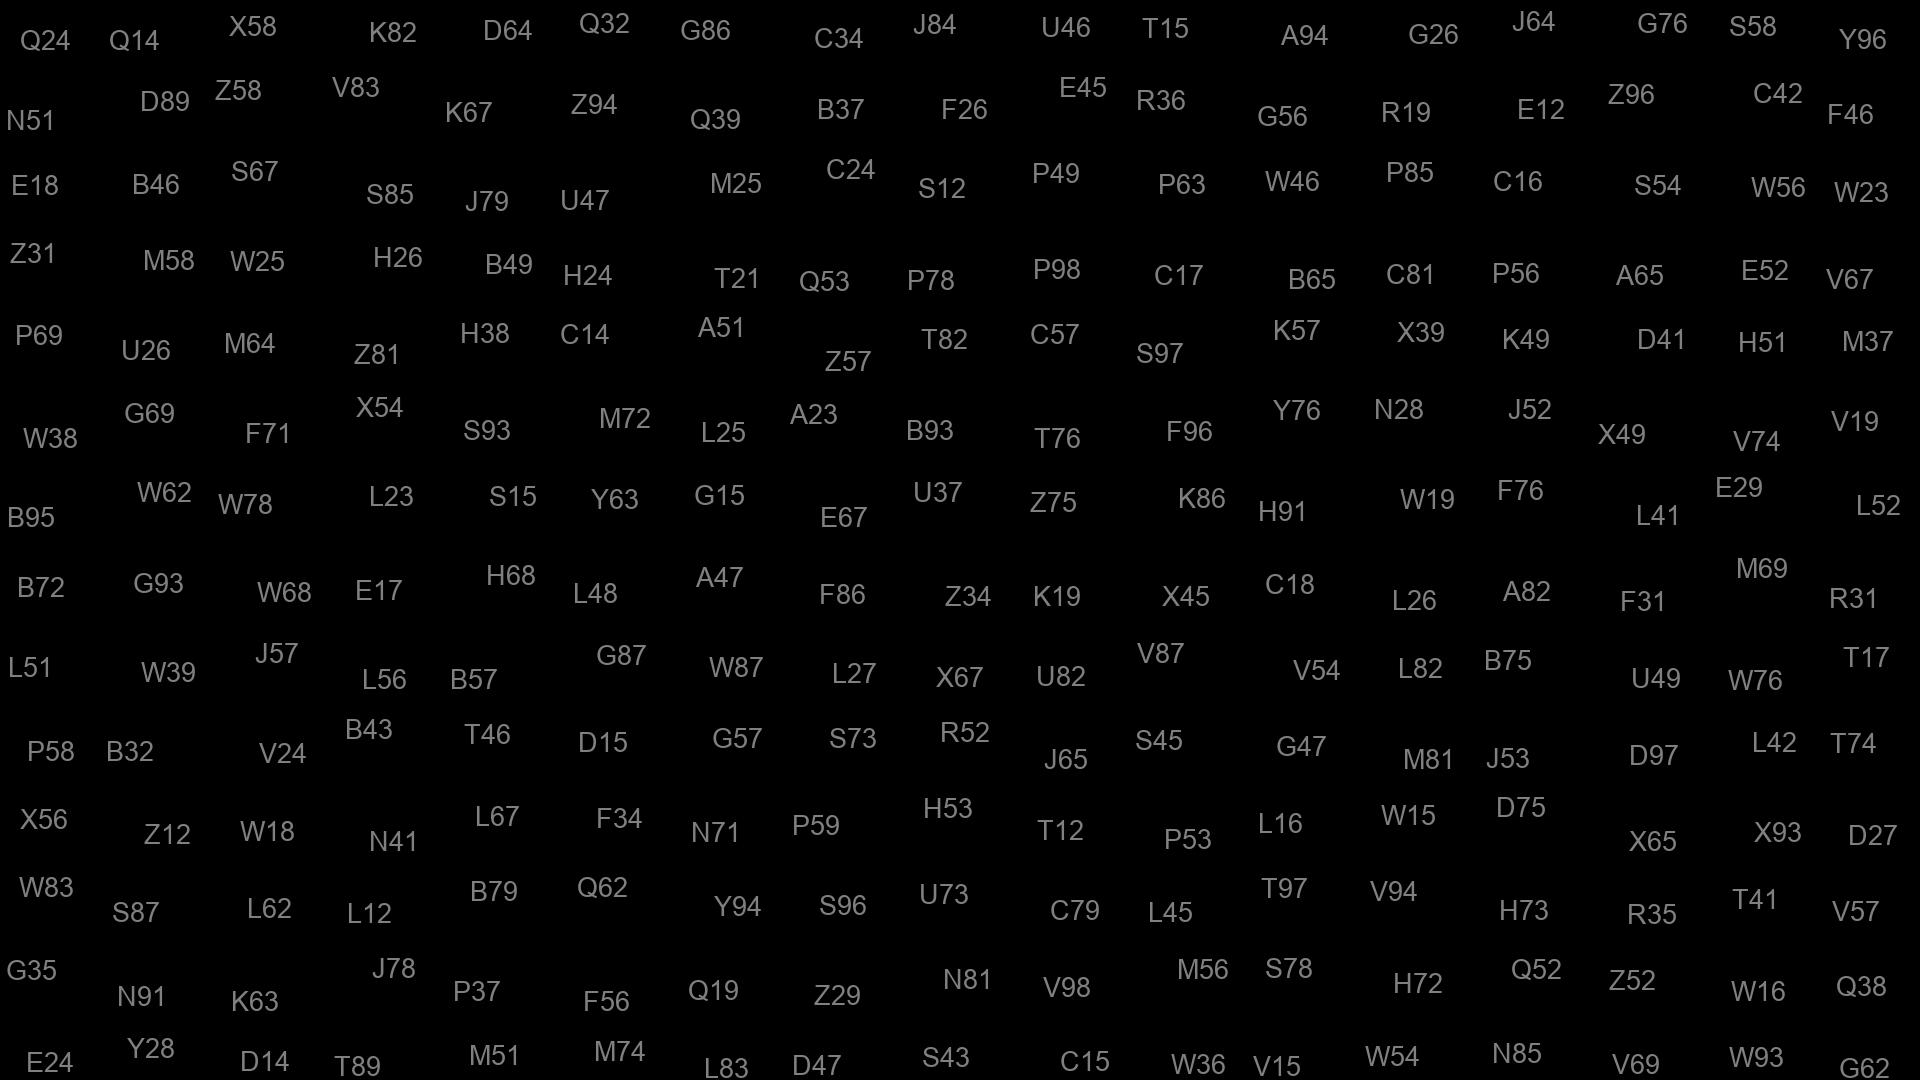 Q24 Q14 X58 K82 D64 Q32 G86 C34 J84 U46 T15 A94 G26 J64 G76 S58 Y96
N51 D89 Z58 V83 K67 Z94 Q39 B37 F26 E45 R36 G56 R19 E12 Z96 C42 F46
E18 B46 S67 S85 J79 U47 M25 C24 S12 P49 P63 W46 P85 C16 S54 W56 W23
Z31 M58 W25 H26 B49 H24 T21 Q53 P78 P98 C17 B65 C81 P56 A65 E52 V67
P69 U26 M64 Z81 H38 C14 A51 Z57 T82 C57 S97 K57 X39 K49 D41 H51 M37
W38 G69 F71 X54 S93 M72 L25 A23 B93 T76 F96 Y76 N28 J52 X49 V74 V19
B95 W62 W78 L23 S15 Y63 G15 E67 U37 Z75 K86 H91 W19 F76 L41 E29 L52
B72 G93 W68 E17 H68 L48 A47 F86 Z34 K19 X45 C18 L26 A82 F31 M69 R31
L51 W39 J57 L56 B57 G87 W87 L27 X67 U82 V87 V54 L82 B75 U49 W76 T17
P58 B32 V24 B43 T46 D15 G57 S73 R52 J65 S45 G47 M81 J53 D97 L42 T74
X56 Z12 W18 N41 L67 F34 N71 P59 H53 T12 P53 L16 W15 D75 X65 X93 D27
W83 S87 L62 L12 B79 Q62 Y94 S96 U73 C79 L45 T97 V94 H73 R35 T41 V57
G35 N91 K63 J78 P37 F56 Q19 Z29 N81 V98 M56 S78 H72 Q52 Z52 W16 Q38
E24 Y28 D14 T89 M51 M74 L83 D47 S43 C15 W36 V15 W54 N85 V69 W93 G62